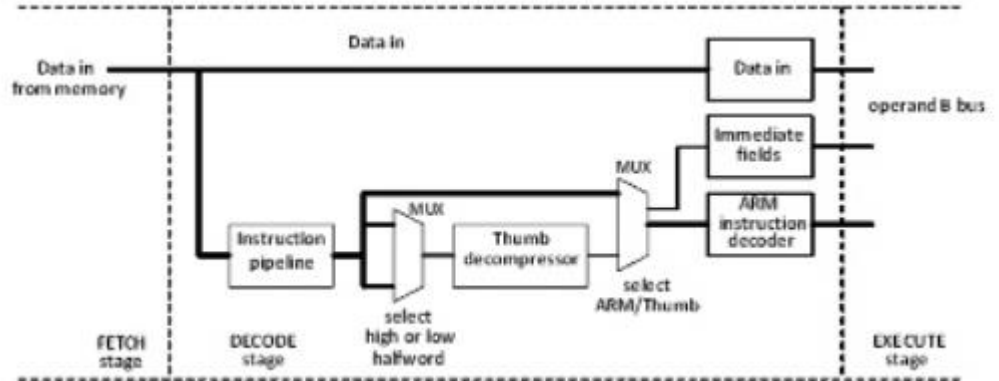 Data in
Data in
from memory
Data in
operand B bus
Immediate
fields
MUX
MUX
ARM
instruction
decoder
Instruction
pipeline
Thumb
decompressor
select
ARM/Thumb
select
high or low
halfword
FETCH
stage
DECODE
stage
EXECUTE
stage